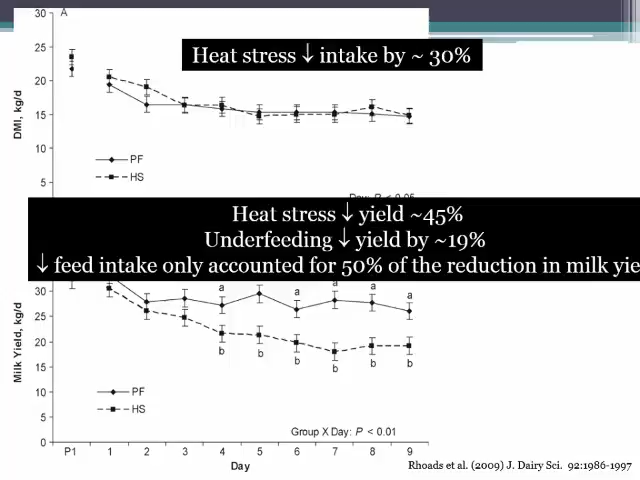 A
30
Heat stress ↓ intake by ~ 30%
25
20
15
10
5
DMI, kg/d
PF
HS
Heat stress ↓ yield ~45%
Underfeeding ↓ yield by ~19%
↓ feed intake only accounted for 50% of the reduction in milk
30
25
20
15
10
5
0
Milk Yield, kg/d
a a a a a
b b b b b b
PF
HS
Group X Day: P < 0.01
P1 1 2 3 4 5 6 7 8 9
Day
Rhoads et al. (2009) J. Dairy Sci. 92:1986-1997